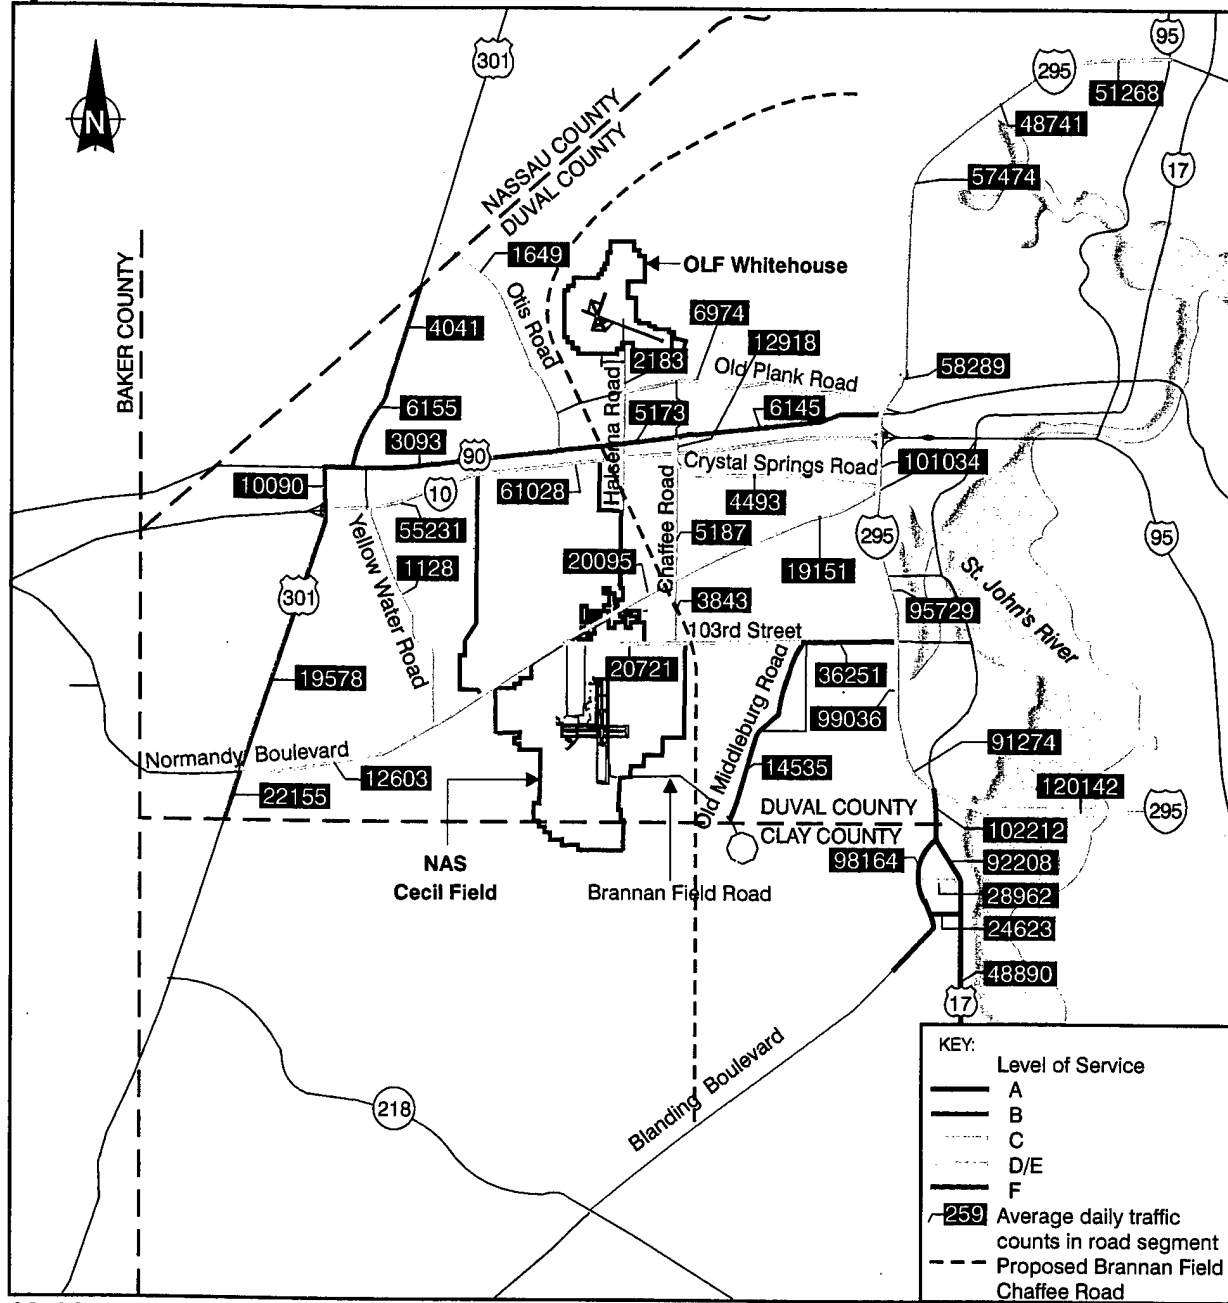 95
301
295
51268
N
48741
17
57474
NASSAU COUNTY
DUVAL COUNTY
1649
OLF Whitehouse
BAKER COUNTY
Otis Road
4041
6974
12918
2183
Old Plank Road
58289
Halsema Road
6155
5173
6145
3093
90
Crystal Springs Road
101034
10090
10
61028
4493
55231
Chaffee Road
5187
295
95
Yellow Water Road
1128
20095
19151
St. John's River
301
3843
95729
103rd Street
19578
20721
Old Middleburg Road
36251
99036
Normandy Boulevard
91274
12603
14535
120142
22155
295
DUVAL COUNTY
CLAY COUNTY
102212
NAS
Cecil Field
98164
92208
Brannan Field Road
28962
24623
48890
17
218
Blanding Boulevard
KEY:
Level of Service
A
B
C
D/E
F
259 Average daily traffic
counts in road segment
Proposed Brannan Field
Chaffee Road